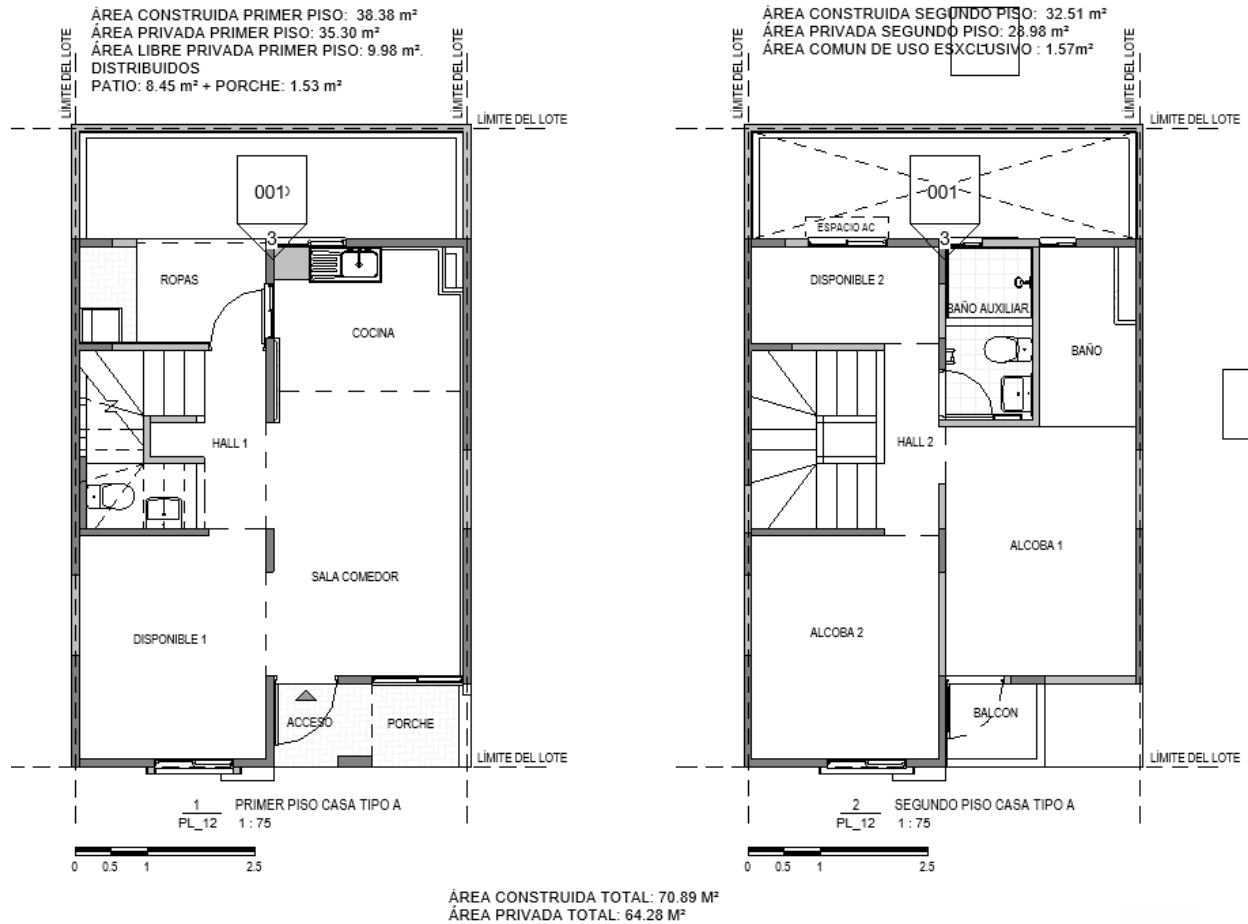 ÁREA CONSTRUIDA PRIMER PISO: 38.38 m²
ÁREA PRIVADA PRIMER PISO: 35.30 m²
ÁREA LIBRE PRIVADA PRIMER PISO: 9.98 m².
DISTRIBUIDOS
PATIO: 8.45 m² + PORCHE: 1.53 m²
LÍMITE DEL LOTE
LÍMITE DEL LOTE
LÍMITE DEL LOTE
001
3
ROPAS
COCINA
HALL 1
SALA COMEDOR
DISPONIBLE 1
ACCESO
PORCHE
LÍMITE DEL LOTE
1 PRIMER PISO CASA TIPO A
PL_12 1 : 75
0 0.5 1 2.5
ÁREA CONSTRUIDA SEGUNDO PISO: 32.51 m²
ÁREA PRIVADA SEGUNDO PISO: 28.98 m²
ÁREA COMUN DE USO ESXCLUSIVO : 1.57m²
LÍMITE DEL LOTE
LÍMITE DEL LOTE
LÍMITE DEL LOTE
001
ESPACIO AC
3
DISPONIBLE 2
BAÑO AUXILIAR
BAÑO
HALL 2
ALCOBA 1
ALCOBA 2
BALCON
LÍMITE DEL LOTE
2 SEGUNDO PISO CASA TIPO A
PL_12 1 : 75
0 0.5 1 2.5
ÁREA CONSTRUIDA TOTAL: 70.89 M²
ÁREA PRIVADA TOTAL: 64.28 M²